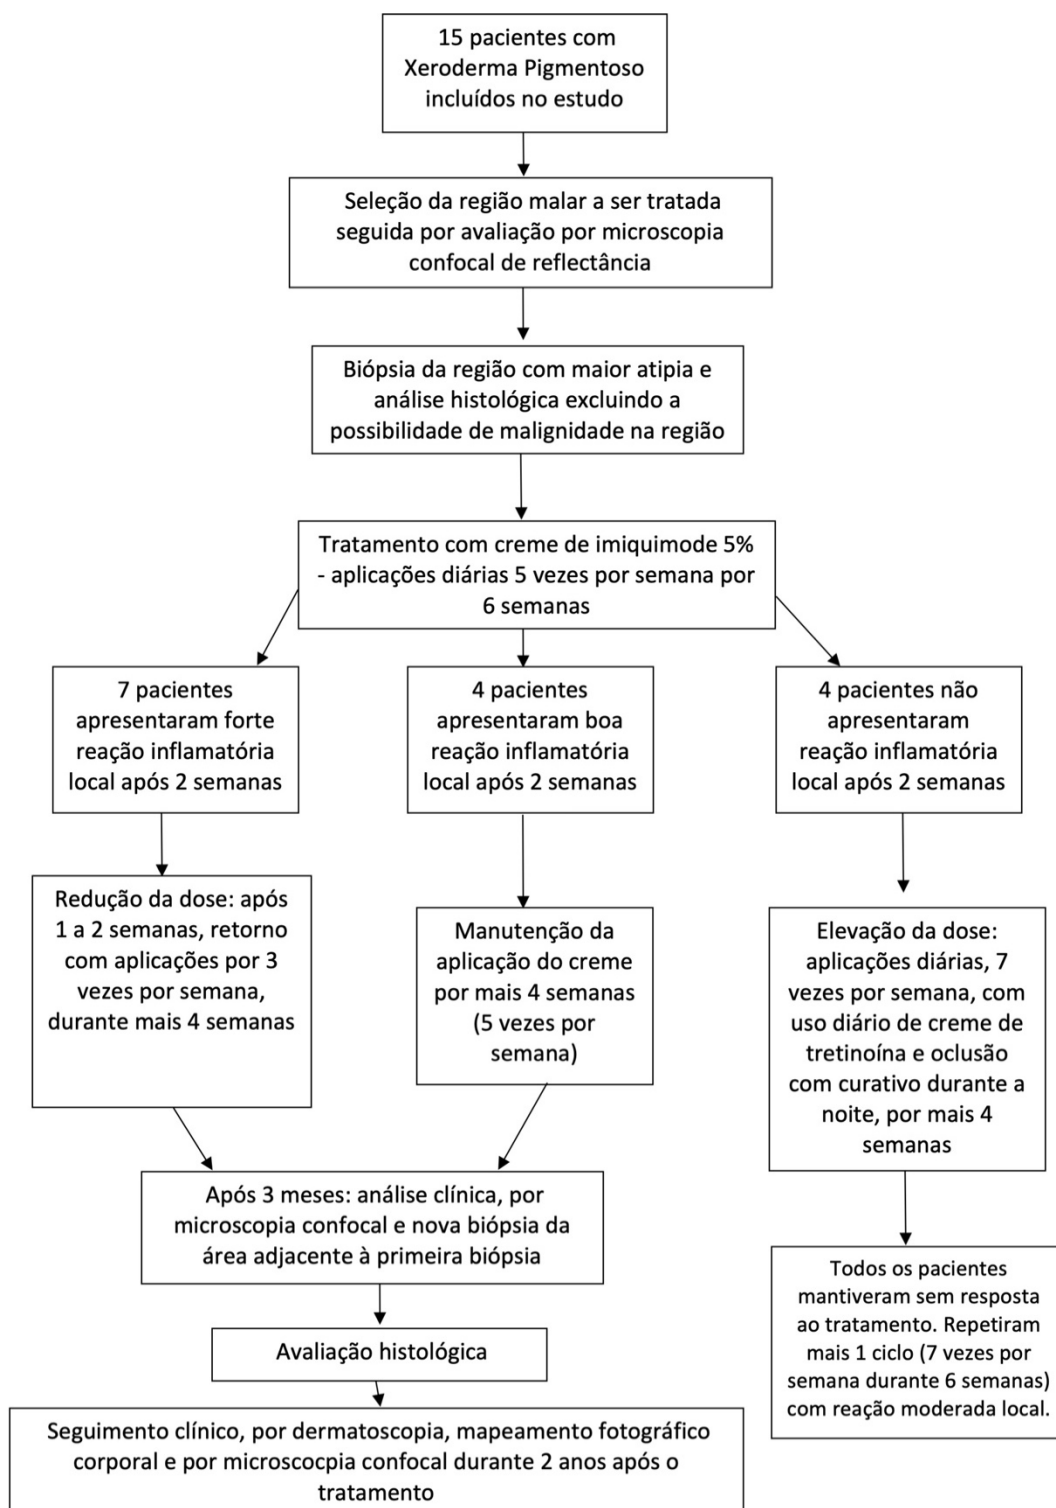 15 pacientes com
Xeroderma Pigmentoso
incluídos no estudo
Seleção da região malar a ser tratada
seguida por avaliação por microscopia
confocal de reflectância
Biópsia da região com maior atipia e
análise histológica excluindo a
possibilidade de malignidade na região
Tratamento com creme de imiquimode 5%
- aplicações diárias 5 vezes por semana por
6 semanas
7 pacientes
apresentaram forte
reação inflamatória
local após 2 semanas
4 pacientes
apresentaram boa
reação inflamatória
local após 2 semanas
4 pacientes não
apresentaram
reação inflamatória
local após 2 semanas
Redução da dose: após
1 a 2 semanas, retorno
com aplicações por 3
vezes por semana,
durante mais 4 semanas
Manutenção da
aplicação do creme
por mais 4 semanas
(5 vezes por
semana)
Elevação da dose:
aplicações diárias, 7
vezes por semana, com
uso diário de creme de
tretinoína e oclusão
com curativo durante a
noite, por mais 4
semanas
Após 3 meses: análise clínica, por
microscopia confocal e nova biópsia da
área adjacente à primeira biópsia
Todos os pacientes
mantiveram sem resposta
ao tratamento. Repetiram
mais 1 ciclo (7 vezes por
semana durante 6 semanas)
com reação moderada local.
Avaliação histológica
Seguimento clínico, por dermatoscopia, mapeamento fotográfico
corporal e por microscocpia confocal durante 2 anos após o
tratamento